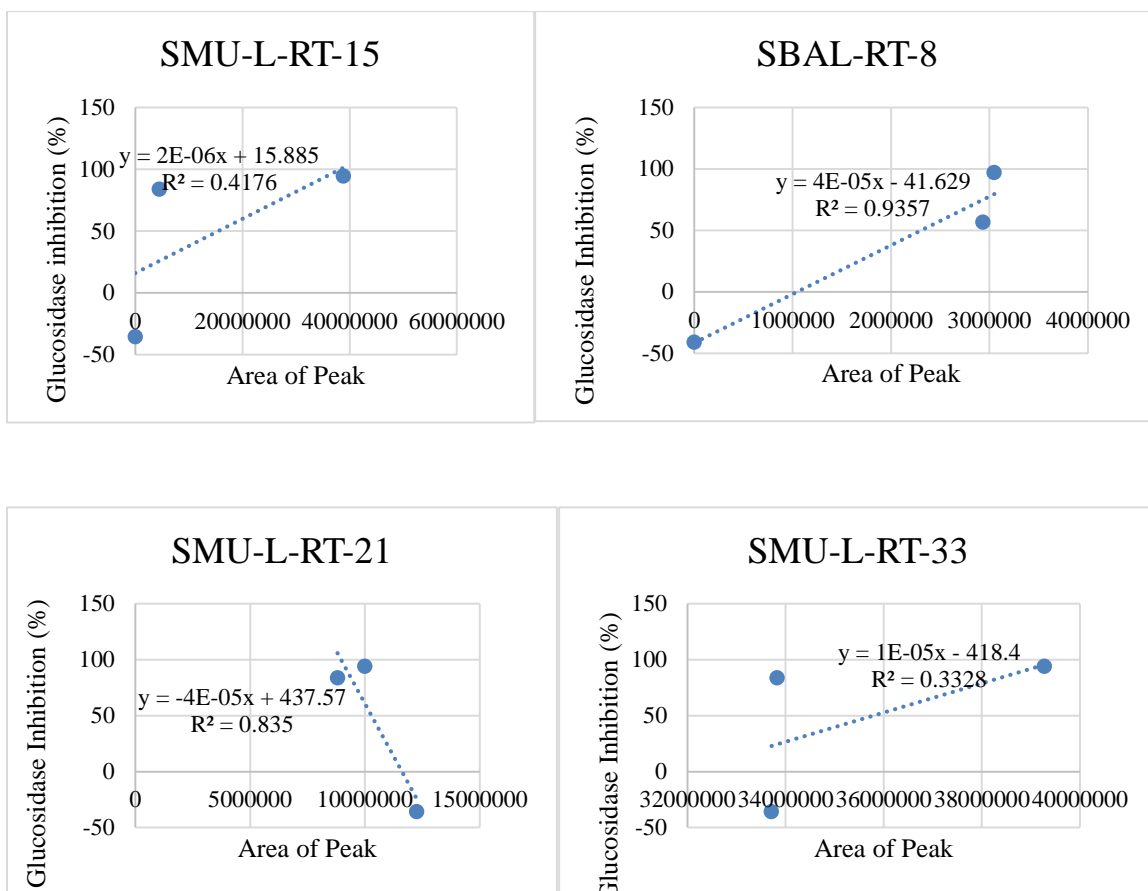 SMU-L-RT-15
Glucosidase inhibition (%)
150
100
50
0
-50
y = 2E-06x + 15.885
R² = 0.4176
0 20000000 40000000 60000000
Area of Peak
SBAL-RT-8
Glucosidase Inhibition (%)
150
100
50
0
-50
y = 4E-05x - 41.629
R² = 0.9357
0 1000000 2000000 3000000 4000000
Area of Peak
SMU-L-RT-21
Glucosidase Inhibition (%)
150
100
50
0
-50
y = -4E-05x + 437.57
R² = 0.835
0 5000000 10000000 15000000
Area of Peak
SMU-L-RT-33
Glucosidase Inhibition (%)
150
100
50
0
-50
y = 1E-05x - 418.4
R² = 0.3328
32000000 34000000 36000000 38000000 40000000
Area of Peak